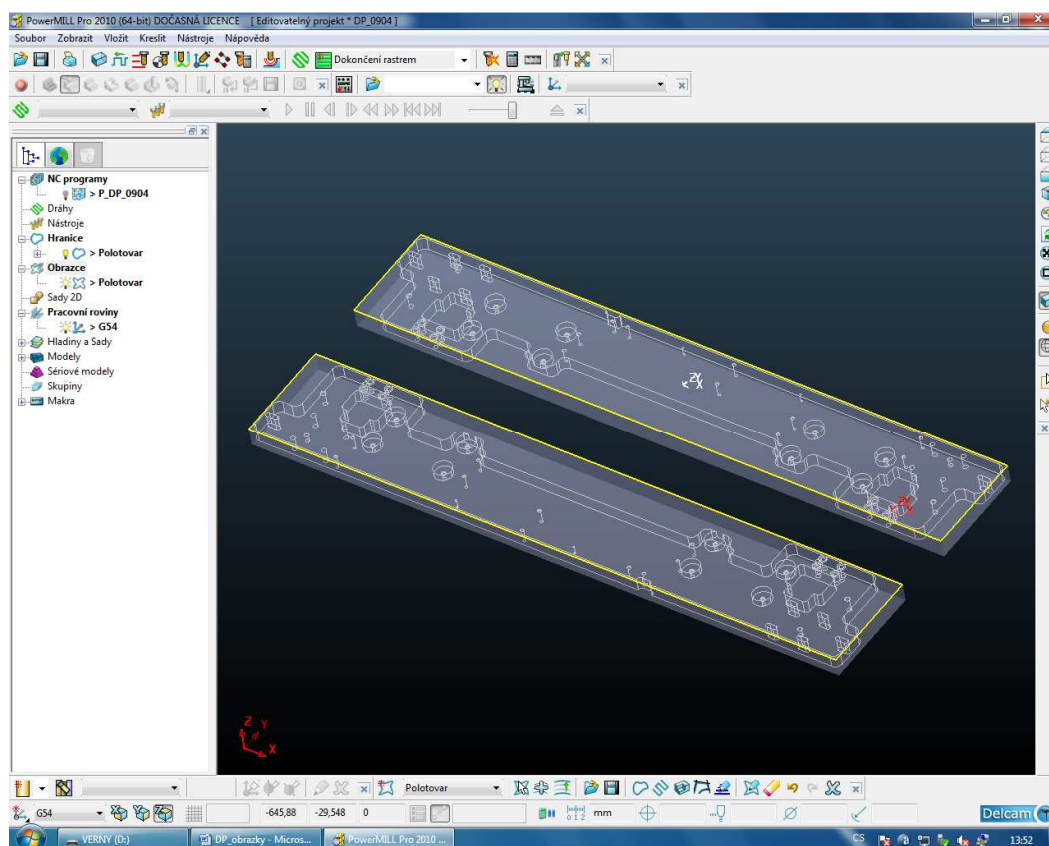 PowerMILL Pro 2010 (64-bit) DOČASNÁ LICENCE [ Editovatelný projekt * DP_0904 ]
Soubor Zobrazit Vložit Kreslit Nástroje Nápověda
Dokončení rastrem
NC programy
> P_DP_0904
Dráhy
Nástroje
Hranice
> Polotovar
Obrazce
> Polotovar
Sady 2D
Pracovní roviny
> G54
Hladiny a Sady
Modely
Sériové modely
Skupiny
Makra
Z Y
X
Polotovar
G54 -645,88 -29,548 0 mm Delcam
VERNY (D:) DP_obrazky - Micros... PowerMILL Pro 2010 ... CS 13:52